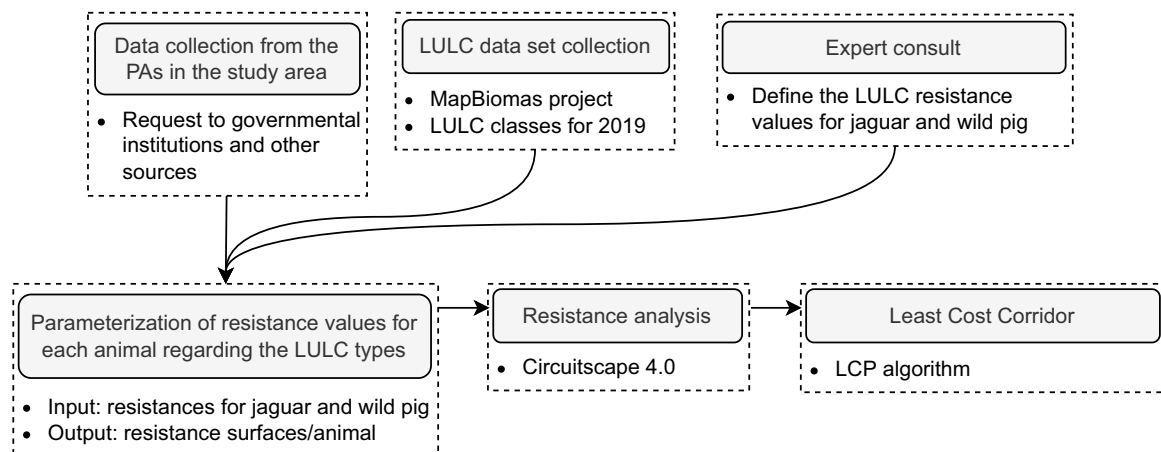 Data collection from the
PAs in the study area
• Request to governmental
institutions and other
sources
LULC data set collection
• MapBiomas project
• LULC classes for 2019
Expert consult
• Define the LULC resistance
values for jaguar and wild pig
Parameterization of resistance values for
each animal regarding the LULC types
• Input: resistances for jaguar and wild pig
• Output: resistance surfaces/animal
Resistance analysis
• Circuitscape 4.0
Least Cost Corridor
• LCP algorithm